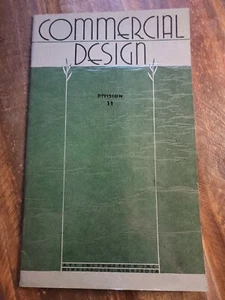 COMMERCIAL
DESIGN
DIVISION
11